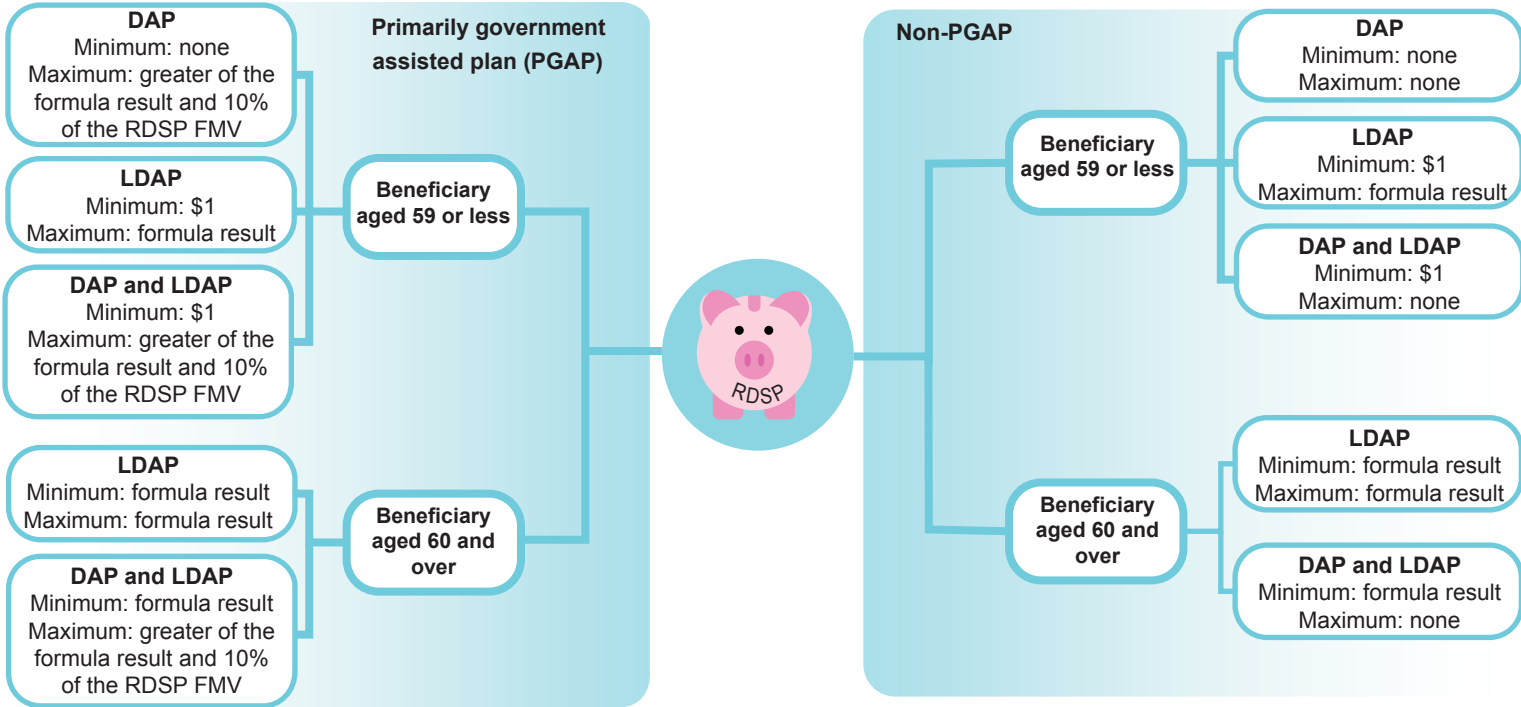 Primarily government
assisted plan (PGAP)
DAP
Minimum: none
Maximum: greater of the
formula result and 10%
of the RDSP FMV
LDAP
Minimum: $1
Maximum: formula result
DAP and LDAP
Minimum: $1
Maximum: greater of the
formula result and 10%
of the RDSP FMV
Beneficiary
aged 59 or less
LDAP
Minimum: formula result
Maximum: formula result
DAP and LDAP
Minimum: formula result
Maximum: greater of the
formula result and 10%
of the RDSP FMV
Beneficiary
aged 60 and
over
RDSP
Non-PGAP
Beneficiary
aged 59 or less
DAP
Minimum: none
Maximum: none
LDAP
Minimum: $1
Maximum: formula result
DAP and LDAP
Minimum: $1
Maximum: none
Beneficiary
aged 60 and
over
LDAP
Minimum: formula result
Maximum: formula result
DAP and LDAP
Minimum: formula result
Maximum: none